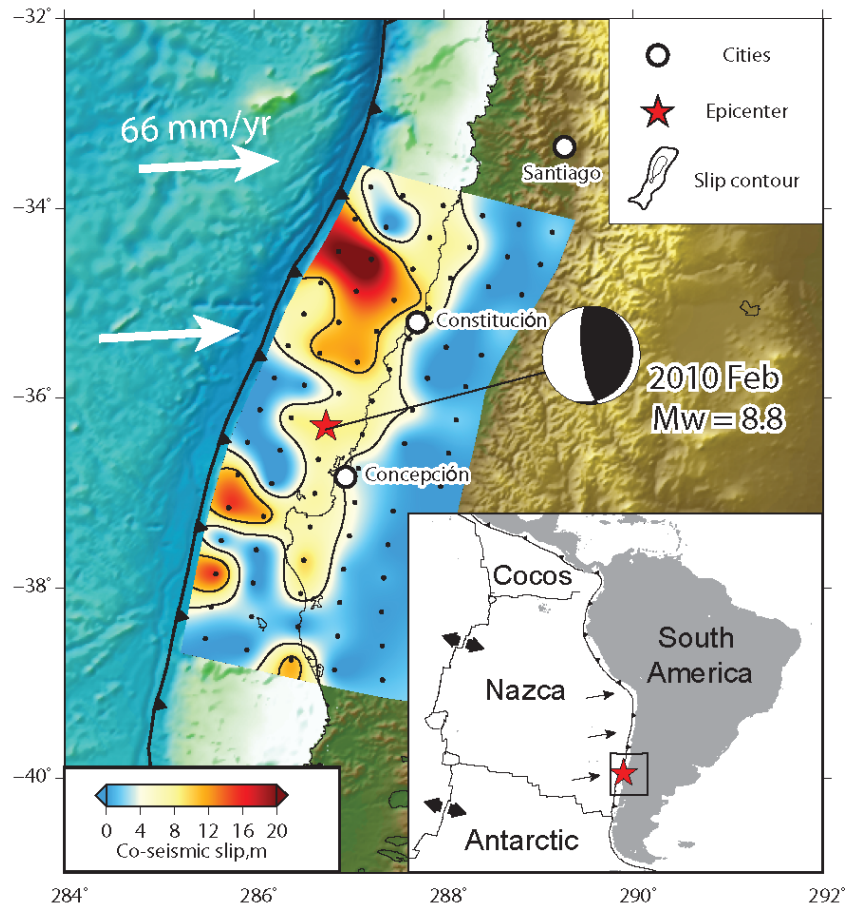 −32°
−34°
−36°
−38°
−40°
66 mm/yr
Cities
Epicenter
Slip contour
Santiago
Constitución
2010 Feb
Mw = 8.8
Concepción
Cocos
South
America
Nazca
Antarctic
0 4 8 12 16 20
Co-seismic slip,m
284° 286° 288° 290° 292°